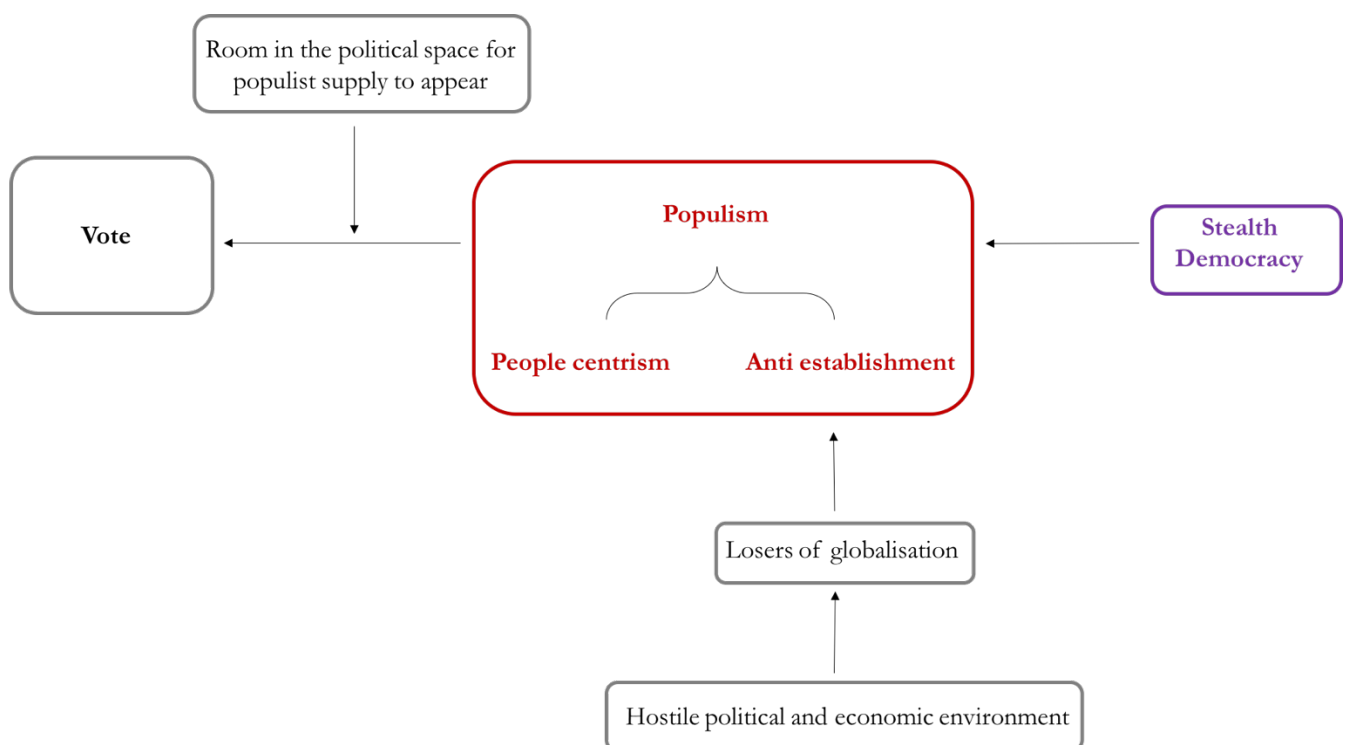 Room in the political space for
populist supply to appear
Vote
Populism
Stealth
Democracy
People centrism
Anti establishment
Losers of globalisation
Hostile political and economic environment